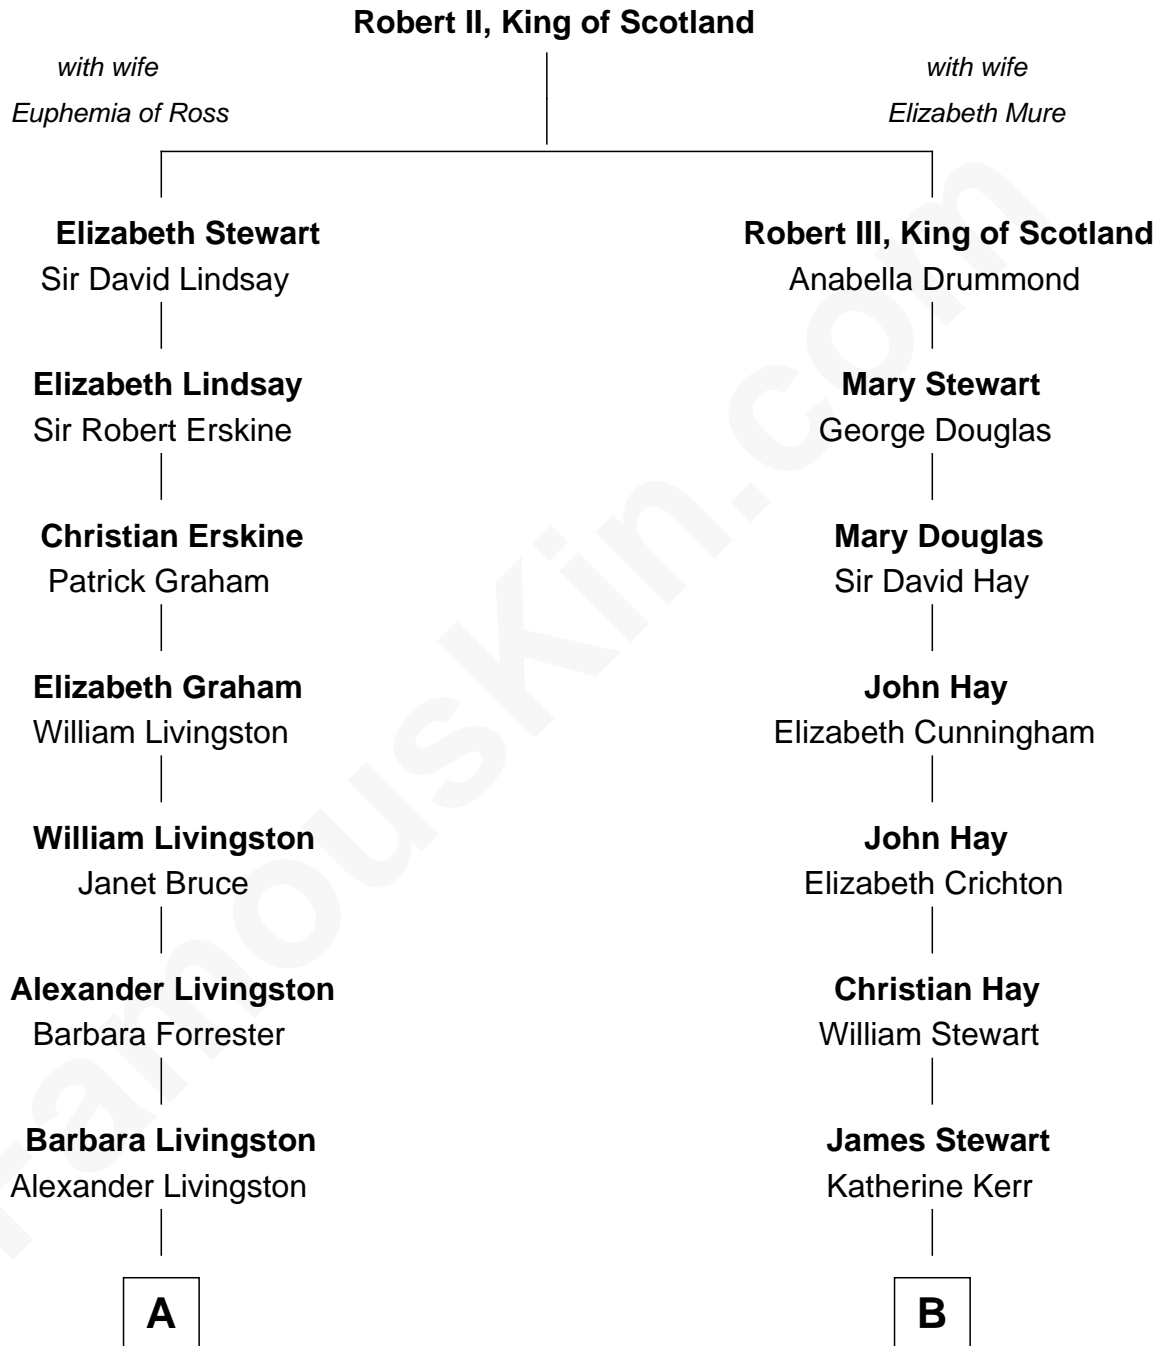 Robert II, King of Scotland
with wife
Euphemia of Ross
with wife
Elizabeth Mure
Elizabeth Stewart
Sir David Lindsay
Robert III, King of Scotland
Anabella Drummond
Elizabeth Lindsay
Sir Robert Erskine
Mary Stewart
George Douglas
Christian Erskine
Patrick Graham
Mary Douglas
Sir David Hay
Elizabeth Graham
William Livingston
John Hay
Elizabeth Cunningham
William Livingston
Janet Bruce
John Hay
Elizabeth Crichton
Alexander Livingston
Barbara Forrester
Christian Hay
William Stewart
Barbara Livingston
Alexander Livingston
James Stewart
Katherine Kerr
A
B
FamousKin.com